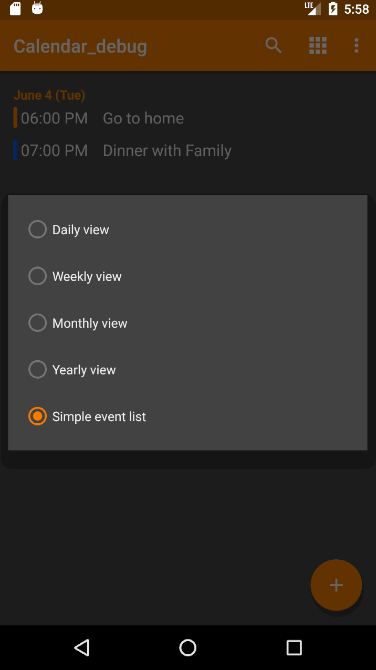 LTE 5:58
Calendar_debug
June 4 (Tue)
06:00 PM Go to home
07:00 PM Dinner with Family
Daily view
Weekly view
Monthly view
Yearly view
Simple event list